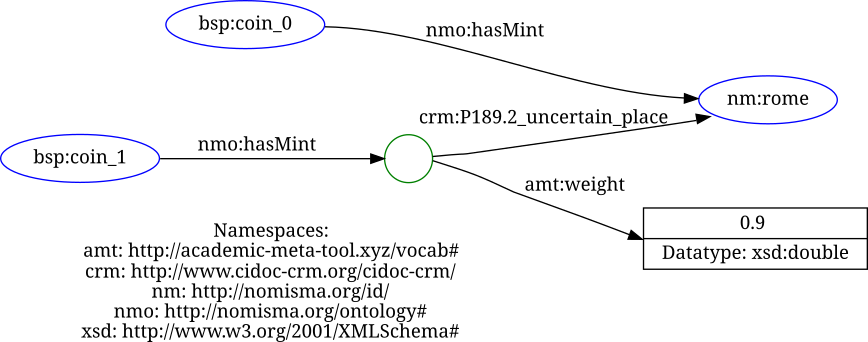 bsp:coin_0
nmo:hasMint
nm:rome
crm:P189.2_uncertain_place
nmo:hasMint
bsp:coin_1
amt:weight
0.9
Datatype: xsd:double
Namespaces:
amt: http://academic-meta-tool.xyz/vocab#
crm: http://www.cidoc-crm.org/cidoc-crm/
nm: http://nomisma.org/id/
nmo: http://nomisma.org/ontology#
xsd: http://www.w3.org/2001/XMLSchema#